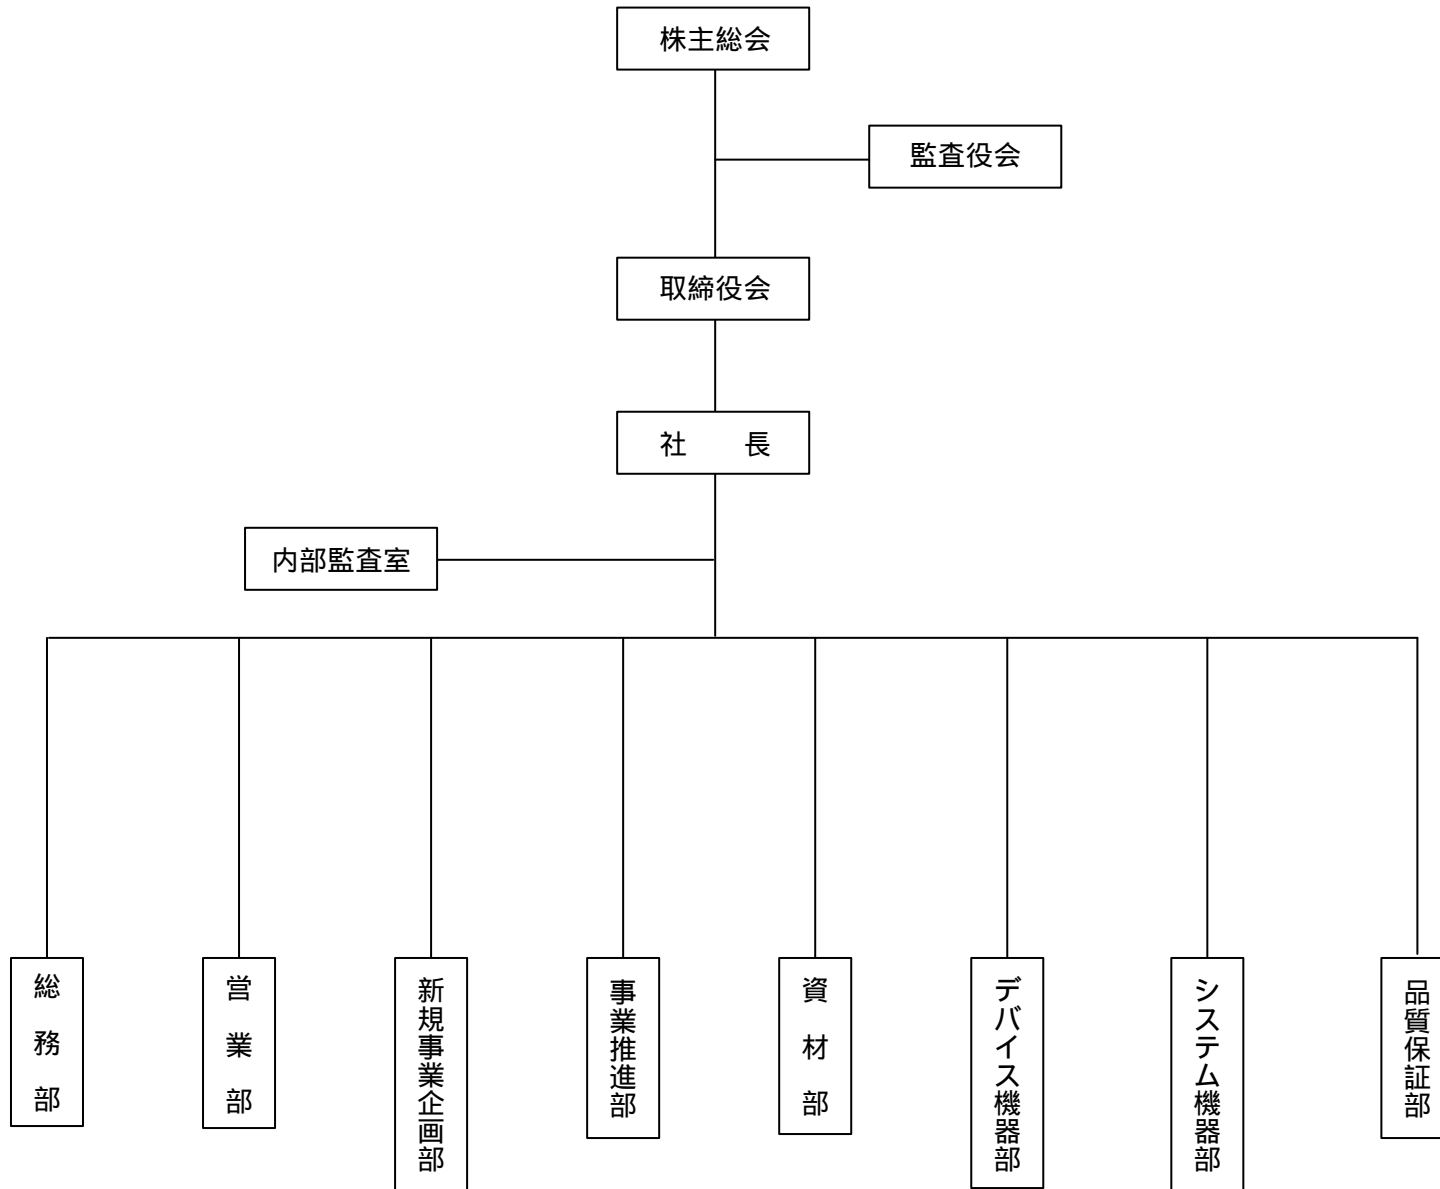 株主総会
監査役会
取締役会
社　　長
内部監査室
総務部
営業部
新規事業企画部
事業推進部
資材部
デバイス機器部
システム機器部
品質保証部